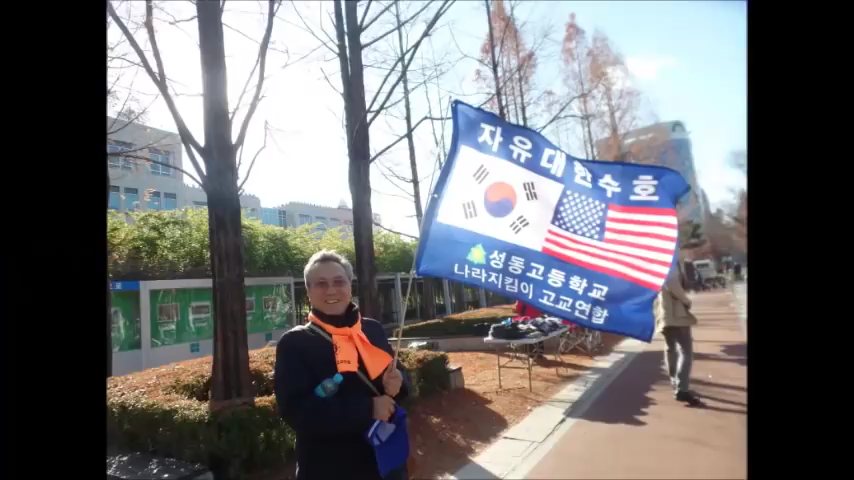 자유대한수호
성동고등학교
나라지킴이 고교연합